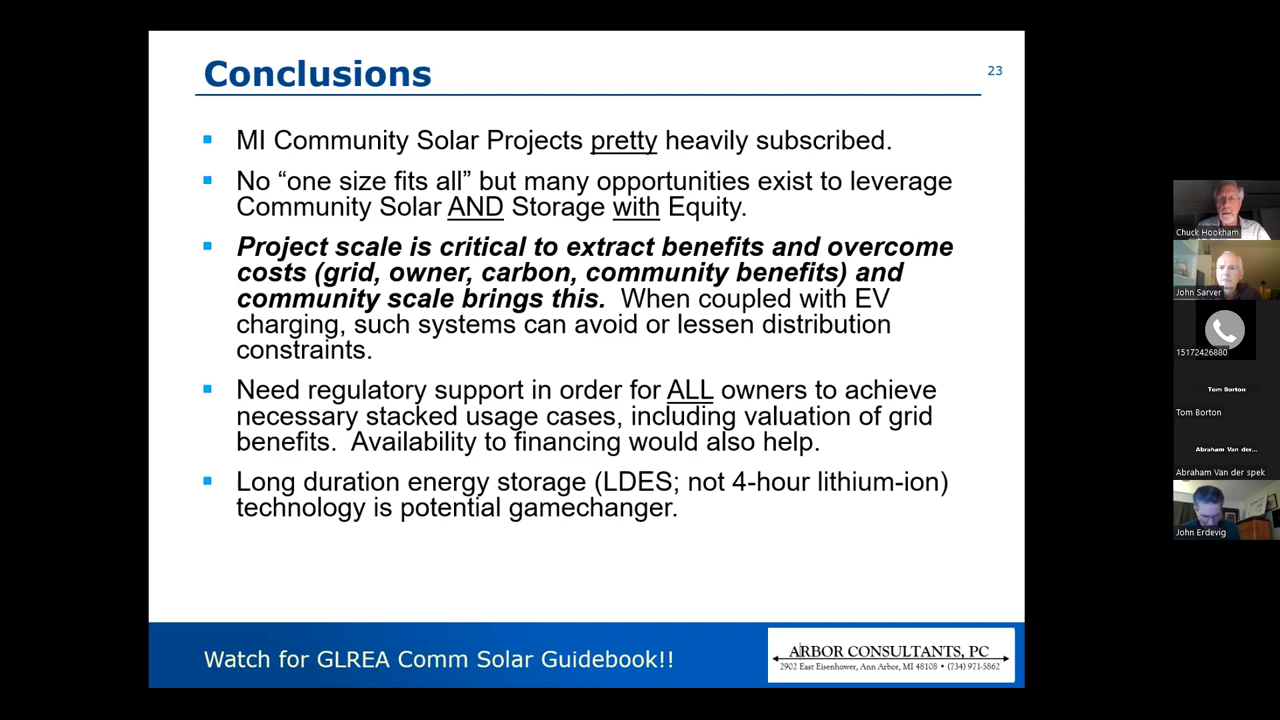 Conclusions
23
MI Community Solar Projects pretty heavily subscribed.
No “one size fits all” but many opportunities exist to leverage
Community Solar AND Storage with Equity.
Project scale is critical to extract benefits and overcome
costs (grid, owner, carbon, community benefits) and
community scale brings this. When coupled with EV
charging, such systems can avoid or lessen distribution
constraints.
Need regulatory support in order for ALL owners to achieve
necessary stacked usage cases, including valuation of grid
benefits. Availability to financing would also help.
Long duration energy storage (LDES; not 4-hour lithium-ion)
technology is potential gamechanger.
Watch for GLREA Comm Solar Guidebook!!
ARBOR CONSULTANTS, PC
2902 East Eisenhower, Ann Arbor, MI 48108 • (734) 971-5862
Chuck Hookham
John Sarver
15172426880
Tom Borton
Tom Borton
Abraham Van der...
Abraham Van der spek
John Erdevig